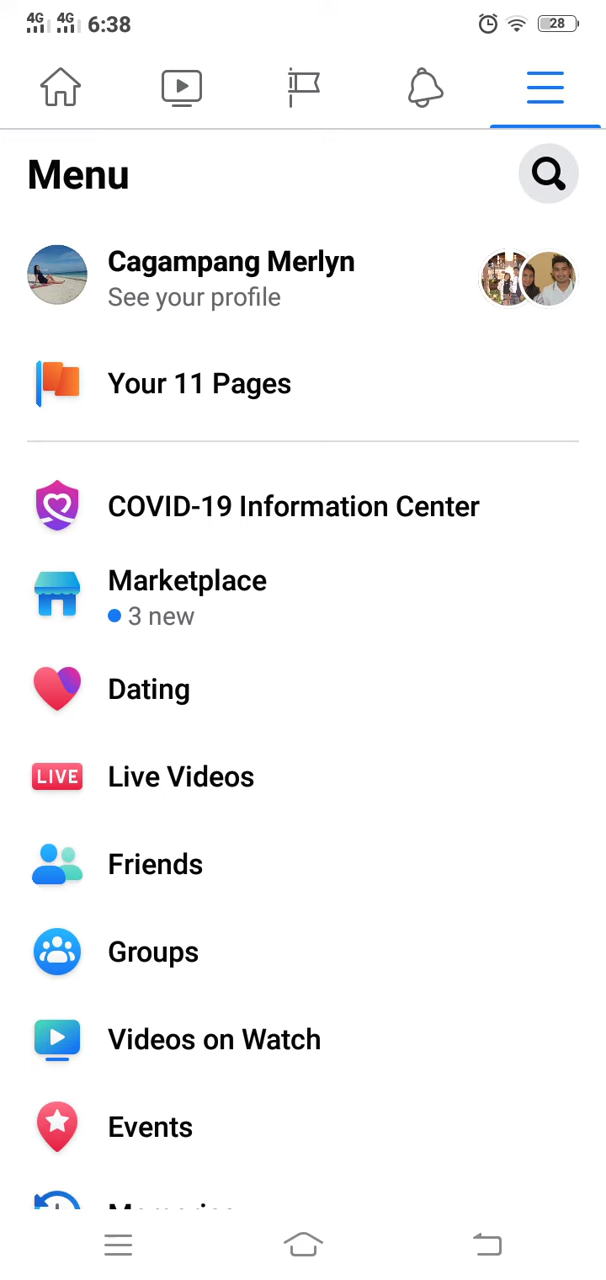 4G 4G 6:38 28
Menu
Cagampang Merlyn
See your profile
Your 11 Pages
COVID-19 Information Center
Marketplace
3 new
Dating
LIVE Live Videos
Friends
Groups
Videos on Watch
Events